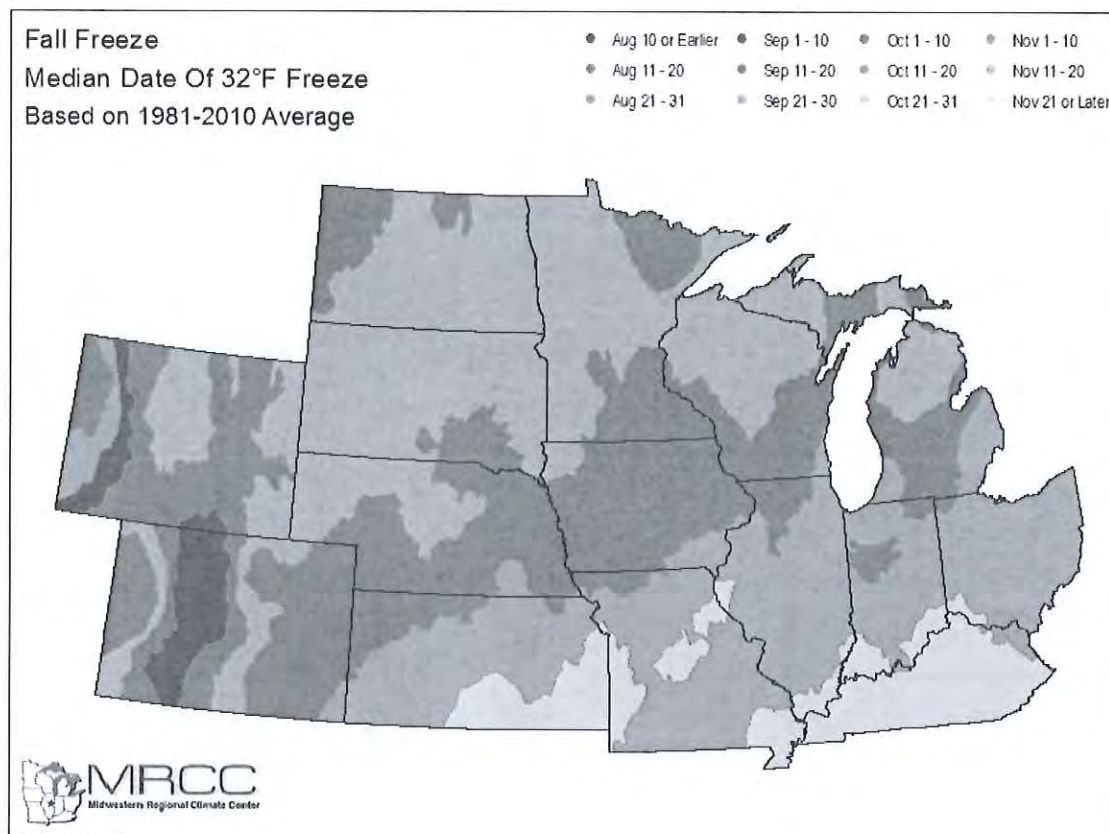 Fall Freeze
Median Date Of 32°F Freeze
Based on 1981-2010 Average
Aug 10 or Earlier
Sep 1 - 10
Oct 1 - 10
Nov 1 - 10
Aug 11 - 20
Sep 11 - 20
Oct 11 - 20
Nov 11 - 20
Aug 21 - 31
Sep 21 - 30
Oct 21 - 31
Nov 21 or Later
MRCC
Midwestern Regional Climate Center